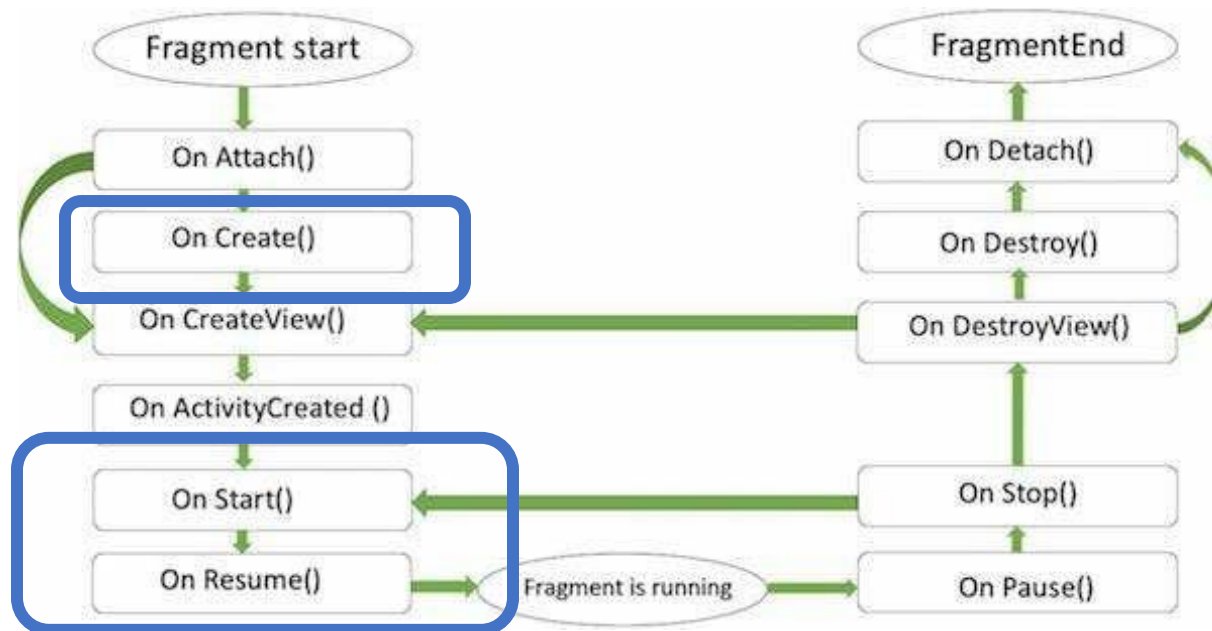 Fragment start
On Attach()
On Create()
On CreateView()
On ActivityCreated ()
On Start()
On Resume()
Fragment is running
FragmentEnd
On Detach()
On Destroy()
On DestroyView()
On Stop()
On Pause()